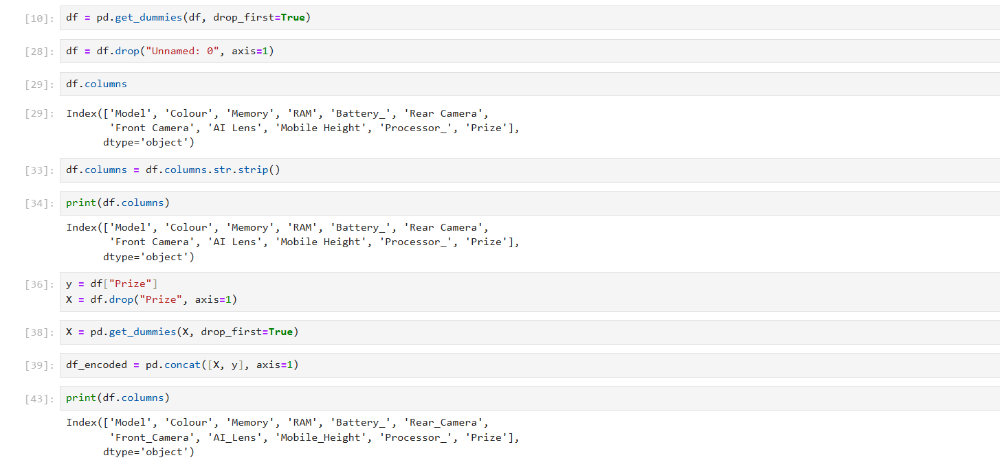 [10]: df = pd.get_dummies(df, drop_first=True)
[28]: df = df.drop("Unnamed: 0", axis=1)
[29]: df.columns
[29]: Index(['Model', 'Colour', 'Memory', 'RAM', 'Battery_', 'Rear Camera',
'Front Camera', 'AI Lens', 'Mobile Height', 'Processor_', 'Prize'],
dtype='object')
[33]: df.columns = df.columns.str.strip()
[34]: print(df.columns)
Index(['Model', 'Colour', 'Memory', 'RAM', 'Battery_', 'Rear Camera',
'Front Camera', 'AI Lens', 'Mobile Height', 'Processor_', 'Prize'],
dtype='object')
[36]: y = df["Prize"]
X = df.drop("Prize", axis=1)
[38]: X = pd.get_dummies(X, drop_first=True)
[39]: df_encoded = pd.concat([X, y], axis=1)
[43]: print(df.columns)
Index(['Model', 'Colour', 'Memory', 'RAM', 'Battery_', 'Rear_Camera',
'Front_Camera', 'AI_Lens', 'Mobile_Height', 'Processor_', 'Prize'],
dtype='object')